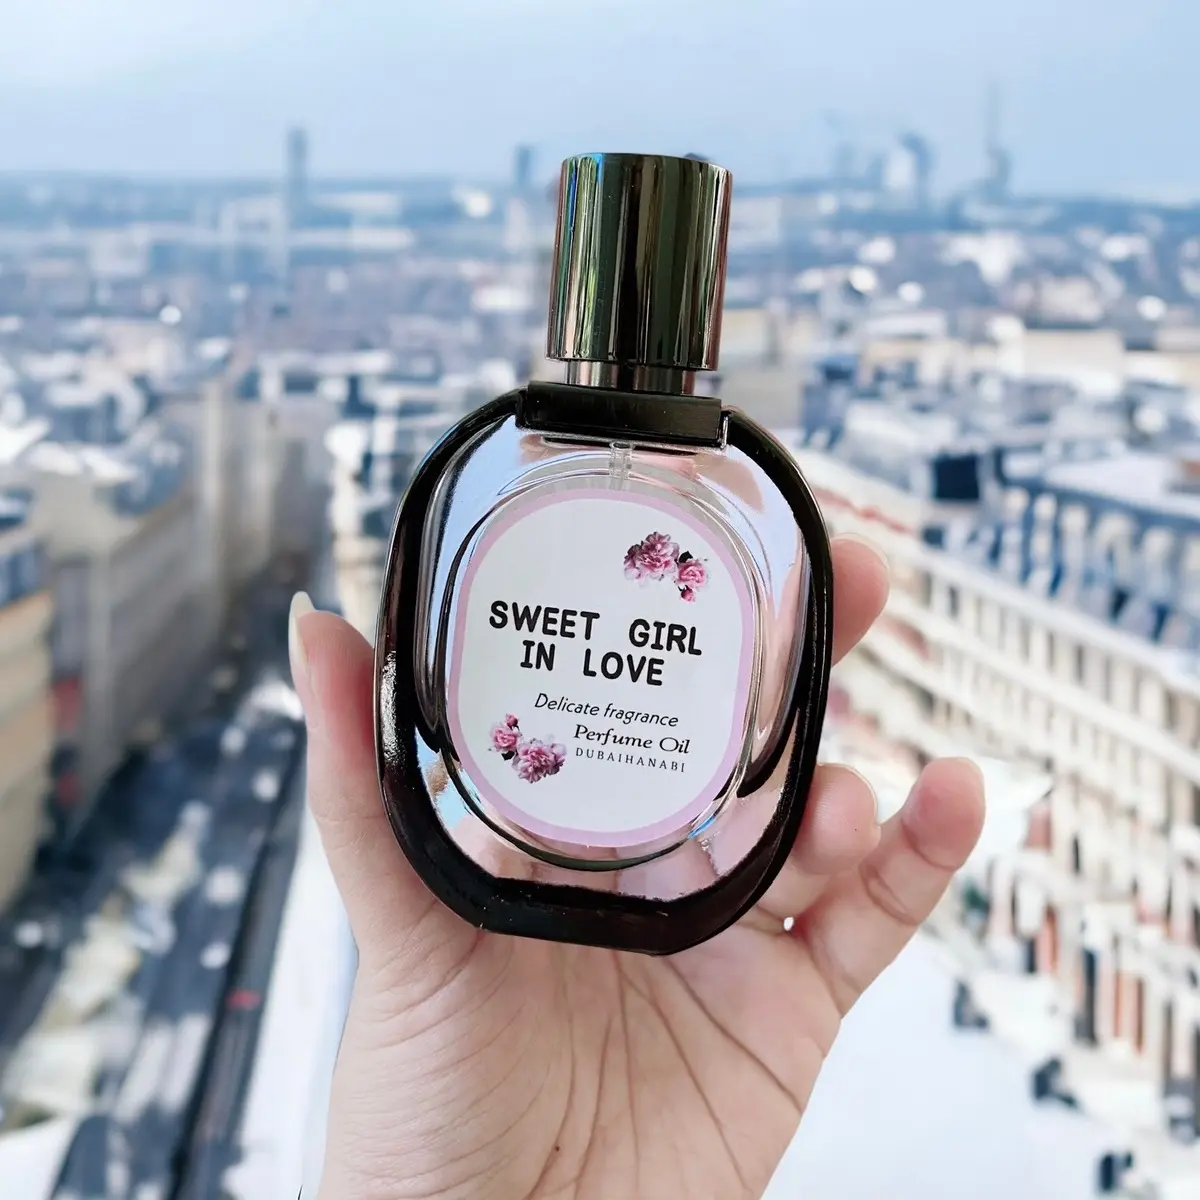 SWEET GIRL
IN LOVE
Delicate fragrance
Perfume Oil
DUBAIHANABI